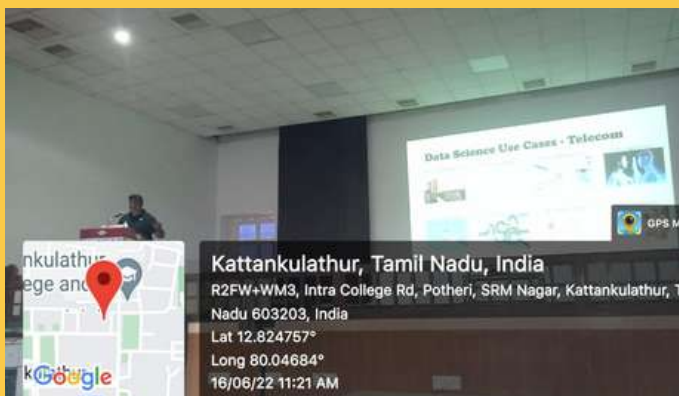 Data Science Use Cases - Telecom
GPS M
nkulathur
ege and
Google
Kattankulathur, Tamil Nadu, India
R2FW+WM3, Intra College Rd, Potheri, SRM Nagar, Kattankulathur, T
Nadu 603203, India
Lat 12.824757°
Long 80.04684°
16/06/22 11:21 AM